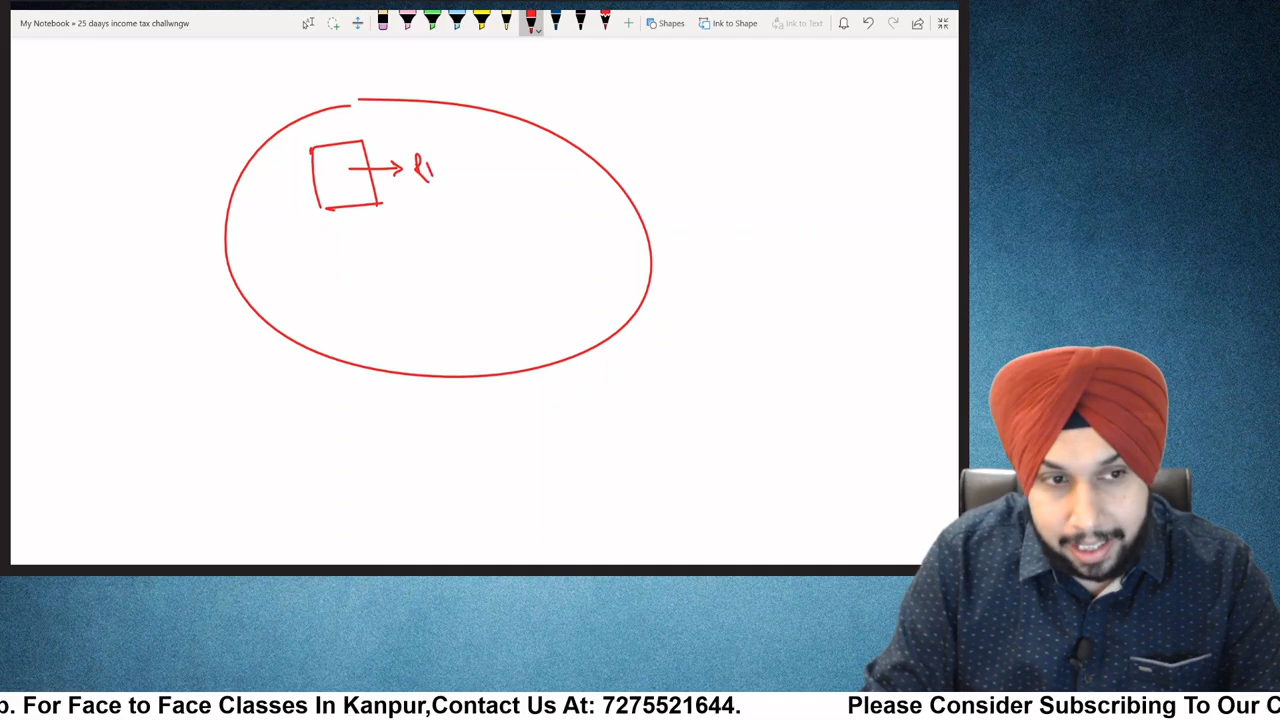 My Notebook » 25 daays income tax challwngw
Shapes
Ink to Shape
Ink to Text
p. For Face to Face Classes In Kanpur,Contact Us At: 7275521644.
Please Consider Subscribing To Our C